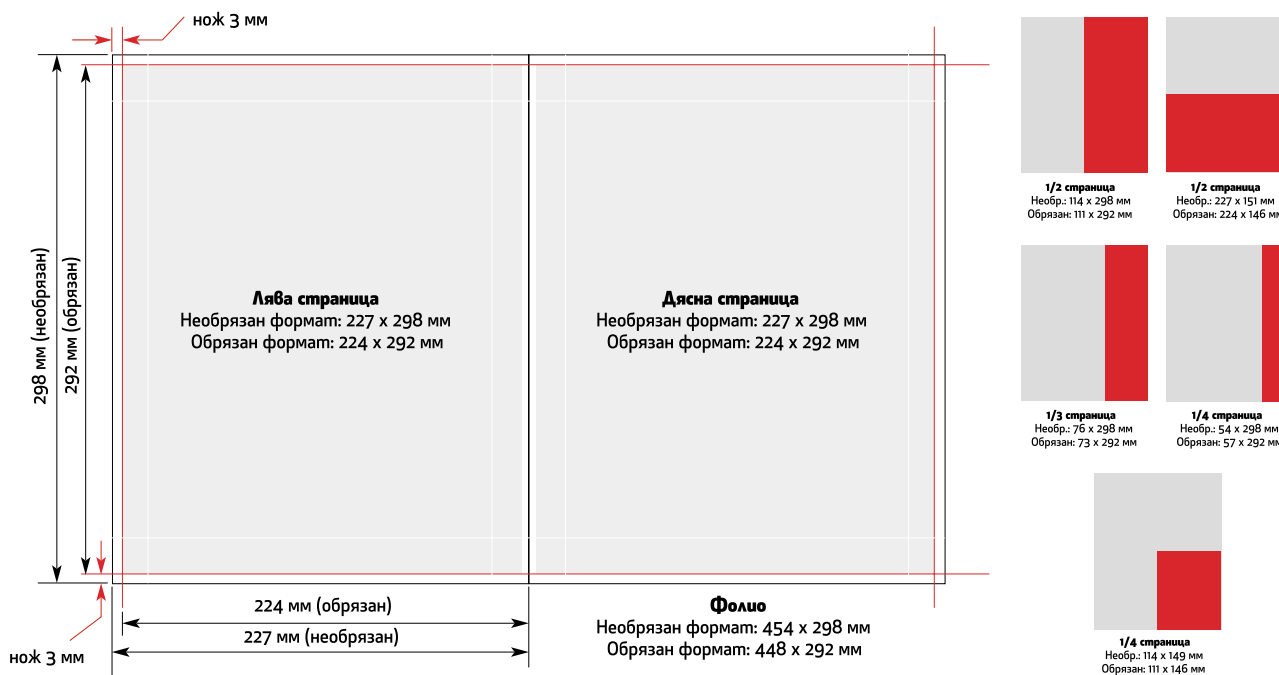 нож 3 мм
298 мм (необрязан)
292 мм (обрязан)
Лява страница
Необрязан формат: 227 x 298 мм
Обрязан формат: 224 x 292 мм
Дясна страница
Необрязан формат: 227 x 298 мм
Обрязан формат: 224 x 292 мм
224 мм (обрязан)
227 мм (необрязан)
нож 3 мм
Фолио
Необрязан формат: 454 x 298 мм
Обрязан формат: 448 x 292 мм
1/2 страница
Необр.: 114 x 298 мм
Обрязан: 111 x 292 мм
1/2 страница
Необр.: 227 x 151 мм
Обрязан: 224 x 146 мм
1/3 страница
Необр.: 76 x 298 мм
Обрязан: 73 x 292 мм
1/4 страница
Необр.: 54 x 298 мм
Обрязан: 57 x 292 мм
1/4 страница
Необр.: 114 x 149 мм
Обрязан: 111 x 146 мм